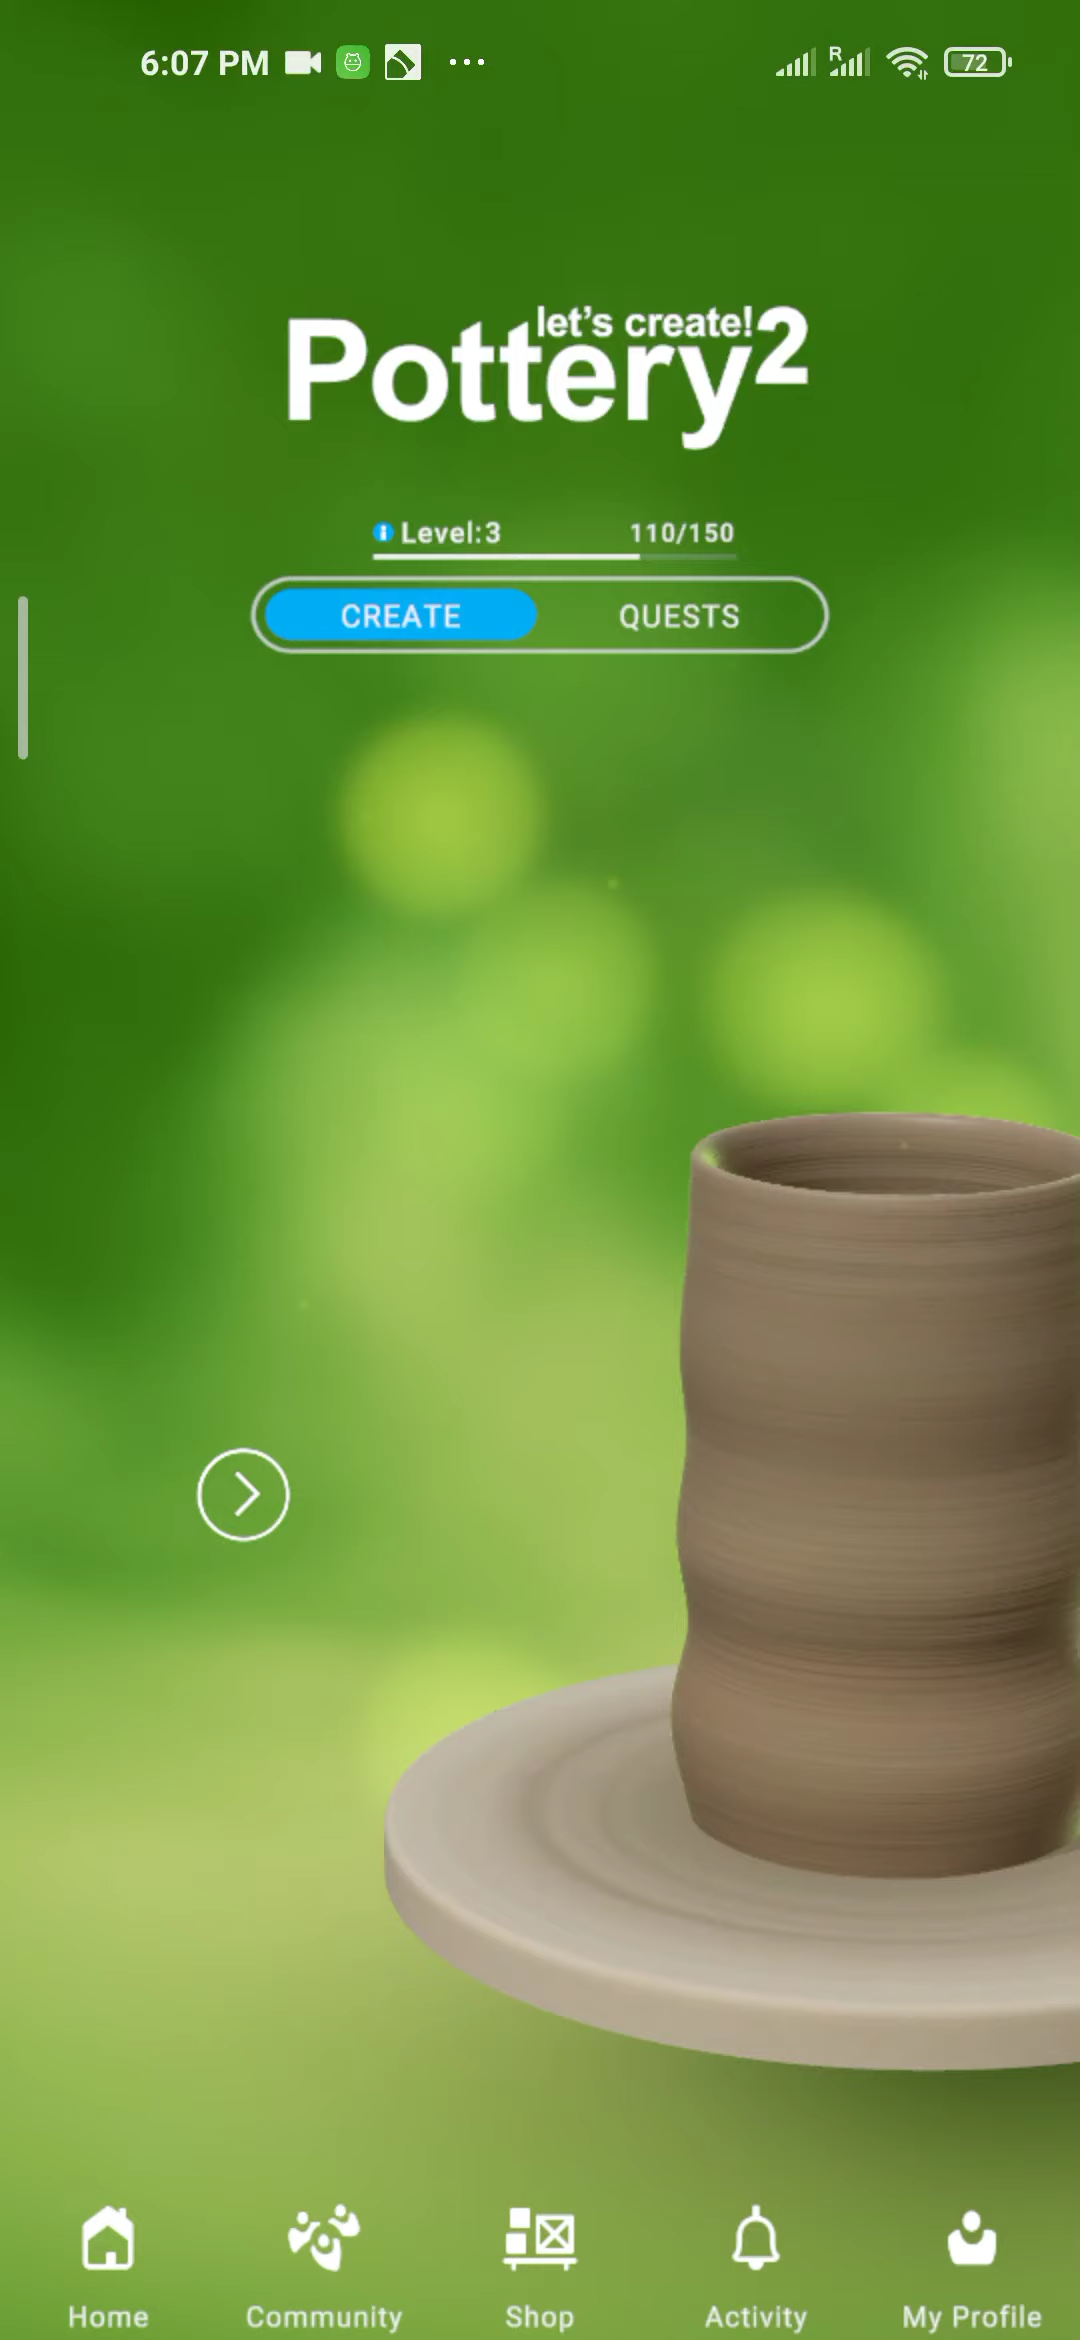 6:07 PM
R
72
let's create!
Pottery2
Level:3 110/150
CREATE QUESTS
Home Community Shop Activity My Profile